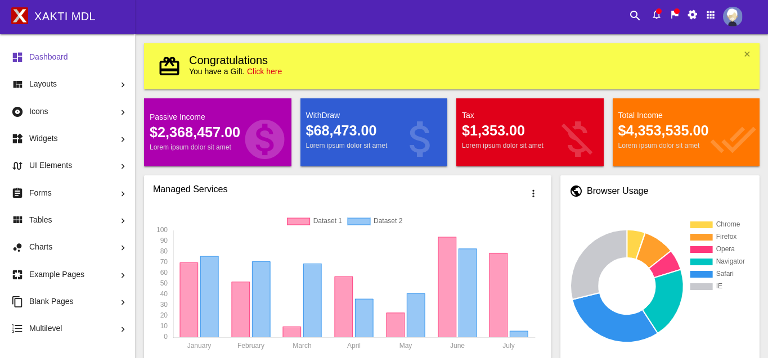 XAKTI MDL
Dashboard
Layouts
Icons
Widgets
UI Elements
Forms
Tables
Charts
Example Pages
Blank Pages
Multilevel
Congratulations
You have a Gift. Click here
Passive Income
$2,368,457.00
Lorem ipsum dolor sit amet
WithDraw
$68,473.00
Lorem ipsum dolor sit amet
Tax
$1,353.00
Lorem ipsum dolor sit amet
Total Income
$4,353,535.00
Lorem ipsum dolor sit amet
Managed Services
Dataset 1 Dataset 2
100
90
80
70
60
50
40
30
20
10
0
January February March April May June July
Browser Usage
Chrome
Firefox
Opera
Navigator
Safari
IE